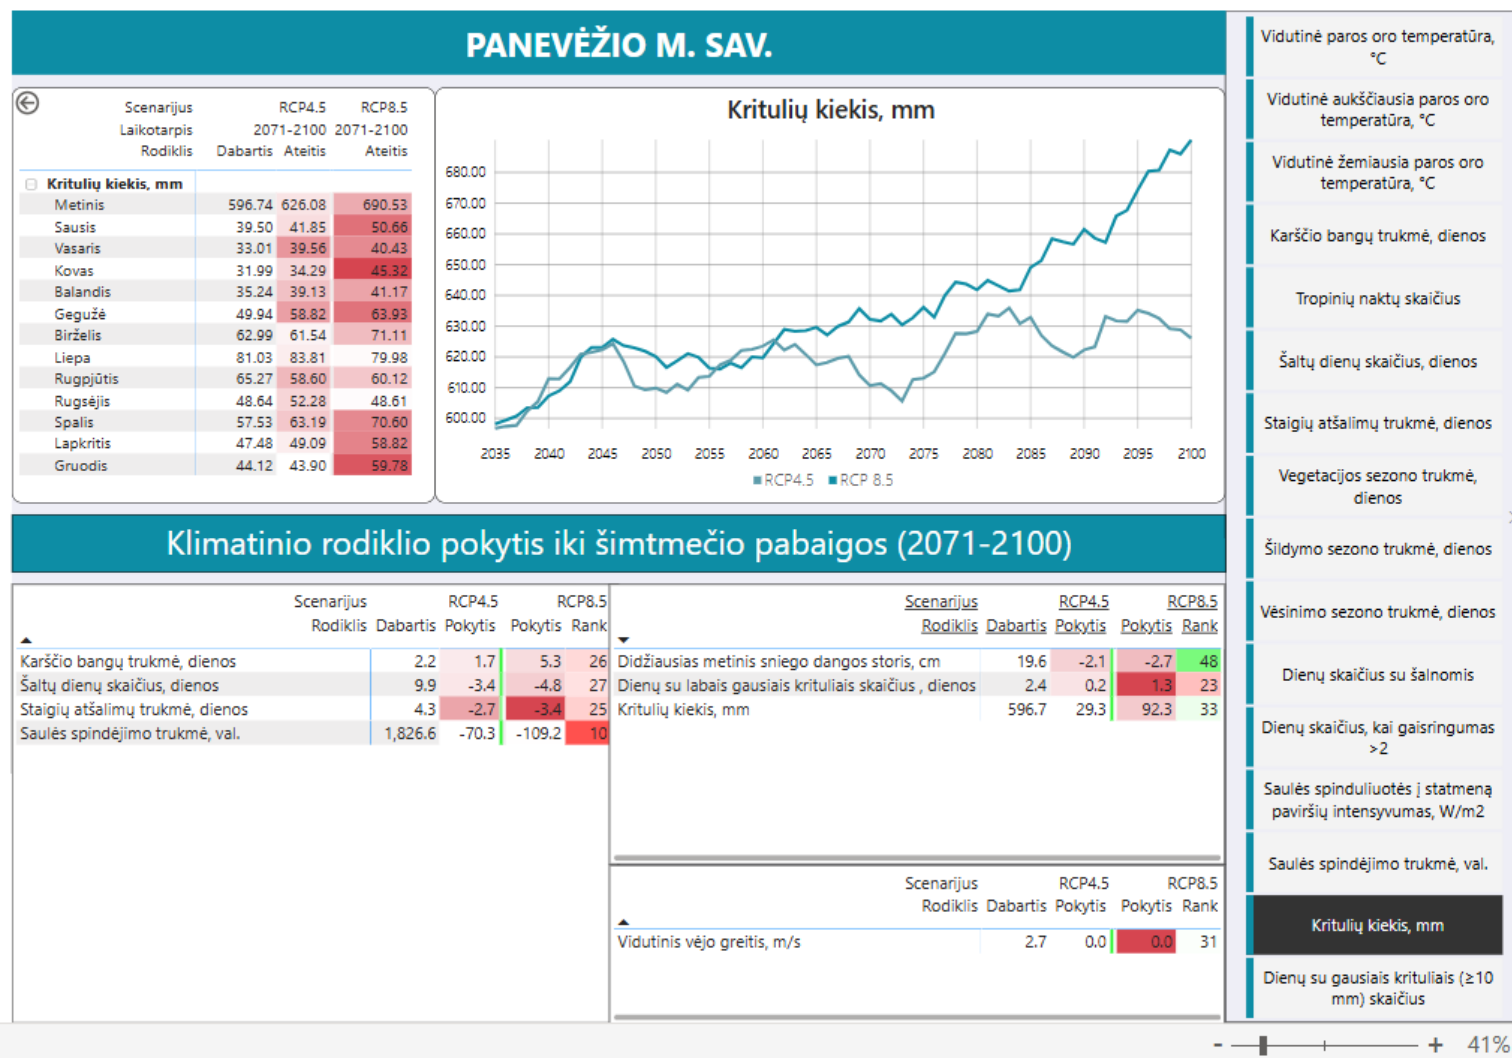 PANEVĖŽIO M. SAV.
Scenarijus RCP4.5 RCP8.5
Laikotarpis 2071-2100 2071-2100
Rodiklis Dabartis Ateitis Ateitis
Kritulių kiekis, mm
Metinis 596.74 626.08 690.53
Sausis 39.50 41.85 50.66
Vasaris 33.01 39.56 40.43
Kovas 31.99 34.29 45.32
Balandis 35.24 39.13 41.17
Gegužė 49.94 58.82 63.93
Birželis 62.99 61.54 71.11
Liepa 81.03 83.81 79.98
Rugpjūtis 65.27 58.60 60.12
Rugsėjis 48.64 52.28 48.61
Spalis 57.53 63.19 70.60
Lapkritis 47.48 49.09 58.82
Gruodis 44.12 43.90 59.78
Kritulių kiekis, mm
680.00
670.00
660.00
650.00
640.00
630.00
620.00
610.00
600.00
2035 2040 2045 2050 2055 2060 2065 2070 2075 2080 2085 2090 2095 2100
RCP4.5 RCP 8.5
Klimatinio rodiklio pokytis iki šimtmečio pabaigos (2071-2100)
Scenarijus RCP4.5 RCP8.5
Rodiklis Dabartis Pokytis Pokytis Rank
Karščio bangų trukmė, dienos 2.2 1.7 5.3 26
Šaltų dienų skaičius, dienos 9.9 -3.4 -4.8 27
Staigių atšalimų trukmė, dienos 4.3 -2.7 -3.4 25
Saulės spindėjimo trukmė, val. 1,826.6 -70.3 -109.2 10
Scenarijus RCP4.5 RCP8.5
Rodiklis Dabartis Pokytis Pokytis Rank
Didžiausias metinis sniego dangos storis, cm 19.6 -2.1 -2.7 48
Dienų su labais gausiais krituliais skaičius , dienos 2.4 0.2 1.3 23
Kritulių kiekis, mm 596.7 29.3 92.3 33
Scenarijus RCP4.5 RCP8.5
Rodiklis Dabartis Pokytis Pokytis Rank
Vidutinis vėjo greitis, m/s 2.7 0.0 0.0 31
Vidutinė paros oro temperatūra,
°C
Vidutinė aukščiausia paros oro
temperatūra, °C
Vidutinė žemiausia paros oro
temperatūra, °C
Karščio bangų trukmė, dienos
Tropinių naktų skaičius
Šaltų dienų skaičius, dienos
Staigių atšalimų trukmė, dienos
Vegetacijos sezono trukmė,
dienos
Šildymo sezono trukmė, dienos
Vėsinimo sezono trukmė, dienos
Dienų skaičius su šalnomis
Dienų skaičius, kai gaisringumas
>2
Saulės spinduliuotės į statmeną
paviršių intensyvumas, W/m2
Saulės spindėjimo trukmė, val.
Kritulių kiekis, mm
Dienų su gausiais krituliais (≥10
mm) skaičius
- + 41%